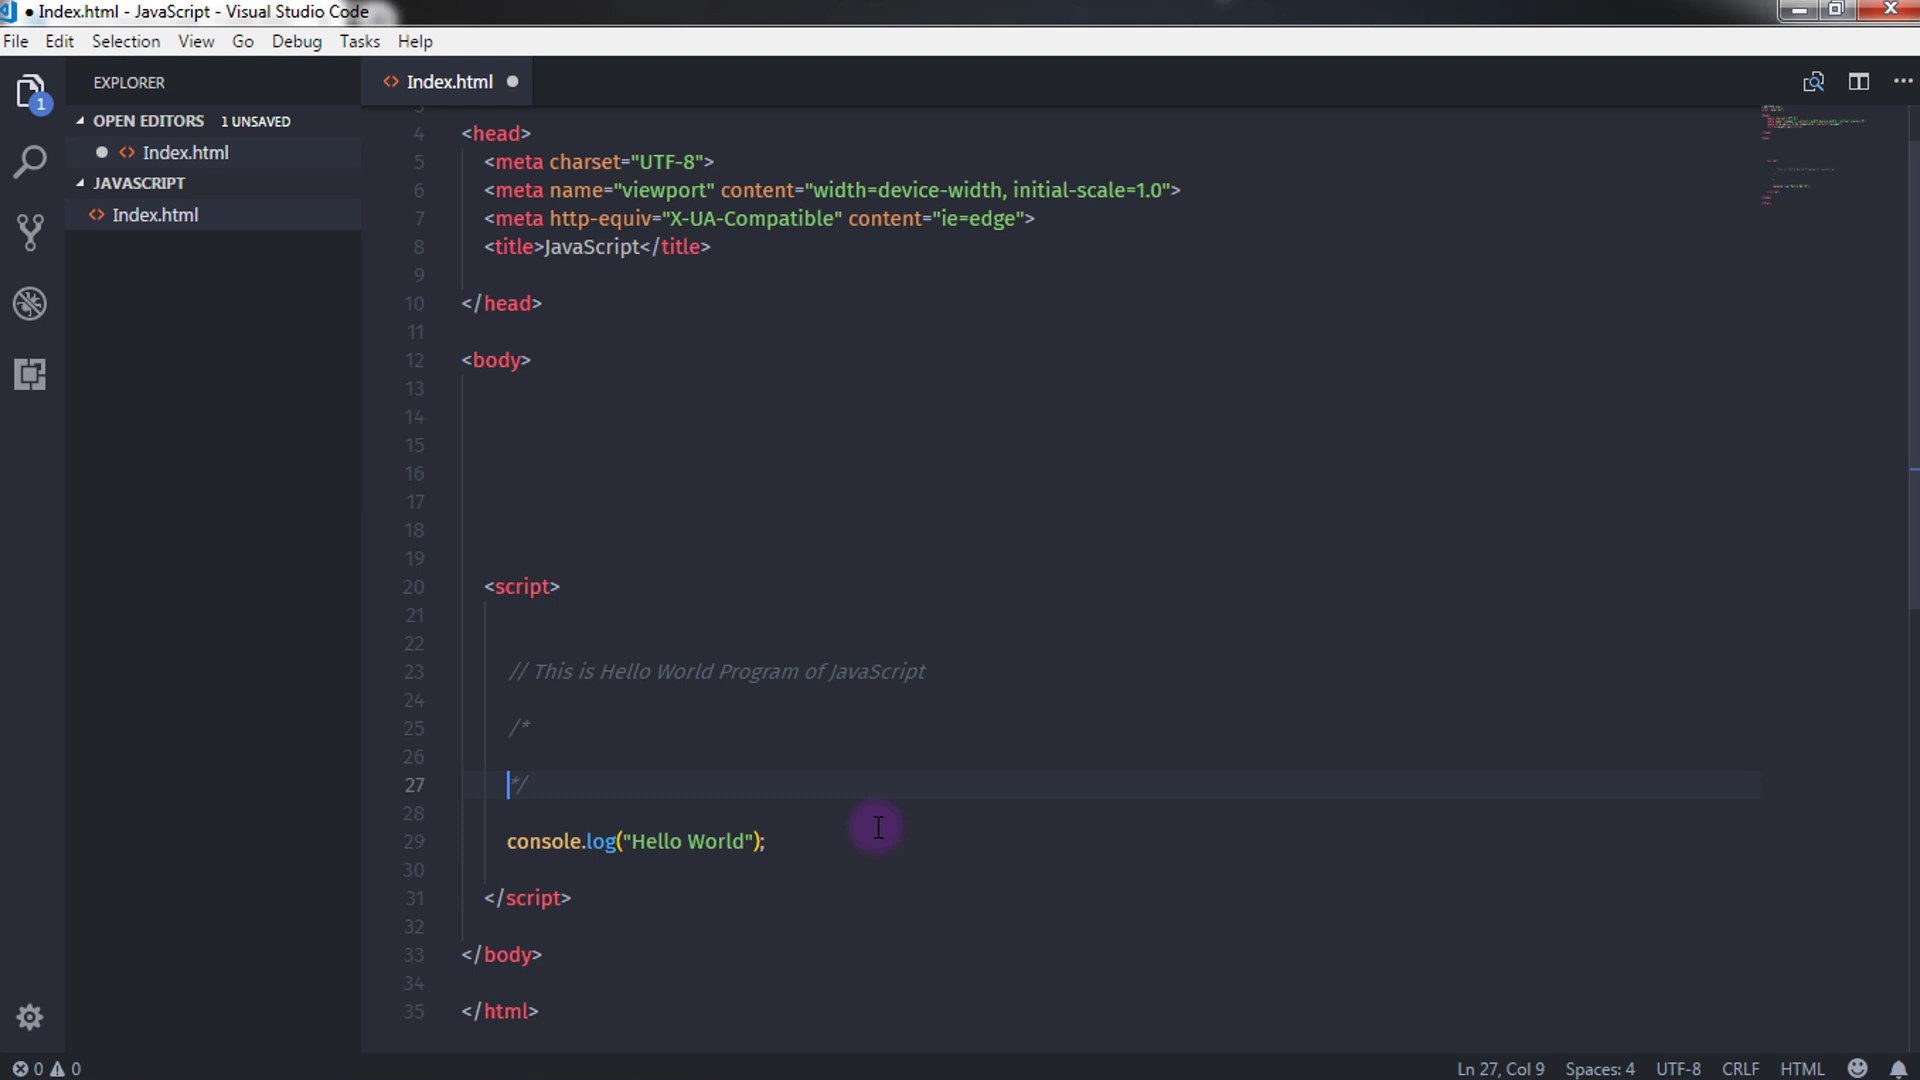 ● Index.html - JavaScript - Visual Studio Code
File Edit Selection View Go Debug Tasks Help
EXPLORER
Index.html
1
OPEN EDITORS 1 UNSAVED
Index.html
JAVASCRIPT
Index.html
4 <head>
5 <meta charset="UTF-8">
6 <meta name="viewport" content="width=device-width, initial-scale=1.0">
7 <meta http-equiv="X-UA-Compatible" content="ie=edge">
8 <title>JavaScript</title>
9
10 </head>
11
12 <body>
13
14
15
16
17
18
19
20 <script>
21
22
23 // This is Hello World Program of JavaScript
24
25 /*
26
27 */
28
29 console.log("Hello World");
30
31 </script>
32
33 </body>
34
35 </html>
0 0
Ln 27, Col 9 Spaces: 4 UTF-8 CRLF HTML